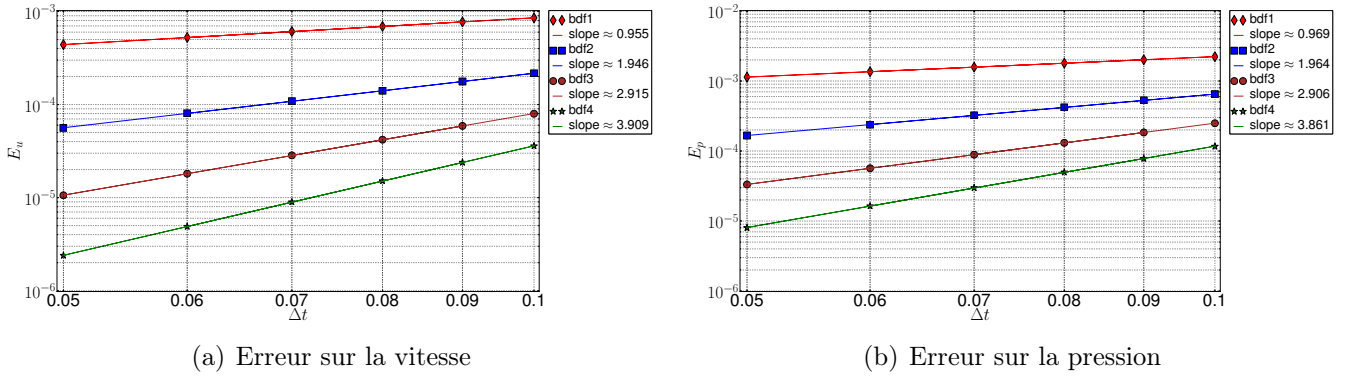 10⁻³
10⁻⁴
10⁻⁵
10⁻⁶
E_u
0.05 0.06 0.07 0.08 0.09 0.1
Δt
bdf1
slope ≈ 0.955
bdf2
slope ≈ 1.946
bdf3
slope ≈ 2.915
bdf4
slope ≈ 3.909
(a) Erreur sur la vitesse
10⁻²
10⁻³
10⁻⁴
10⁻⁵
10⁻⁶
E_p
0.05 0.06 0.07 0.08 0.09 0.1
Δt
bdf1
slope ≈ 0.969
bdf2
slope ≈ 1.964
bdf3
slope ≈ 2.906
bdf4
slope ≈ 3.861
(b) Erreur sur la pression